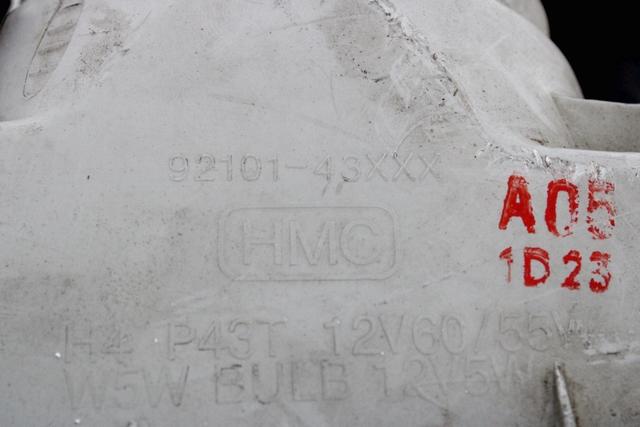 92101-43XXX
HMC
A05
1D23
H4 P43T 12V60/55W
W5W BULB 12V5W